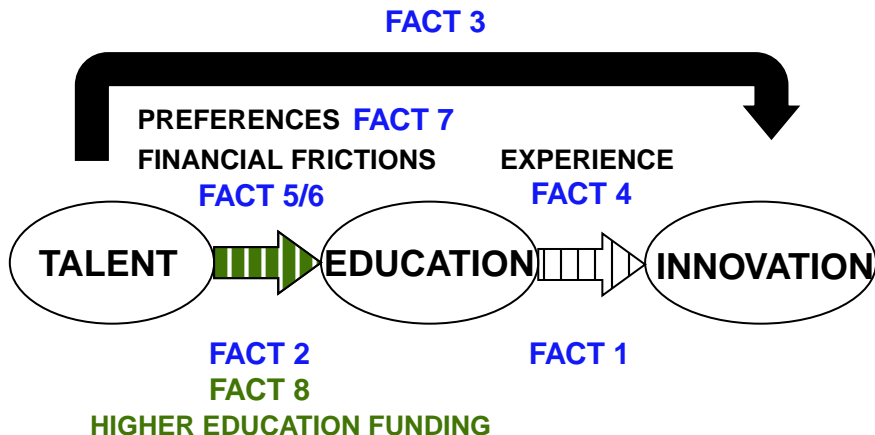 FACT 3
PREFERENCES FACT 7
FINANCIAL FRICTIONS EXPERIENCE
FACT 5/6 FACT 4
TALENT EDUCATION INNOVATION
FACT 2 FACT 1
FACT 8
HIGHER EDUCATION FUNDING